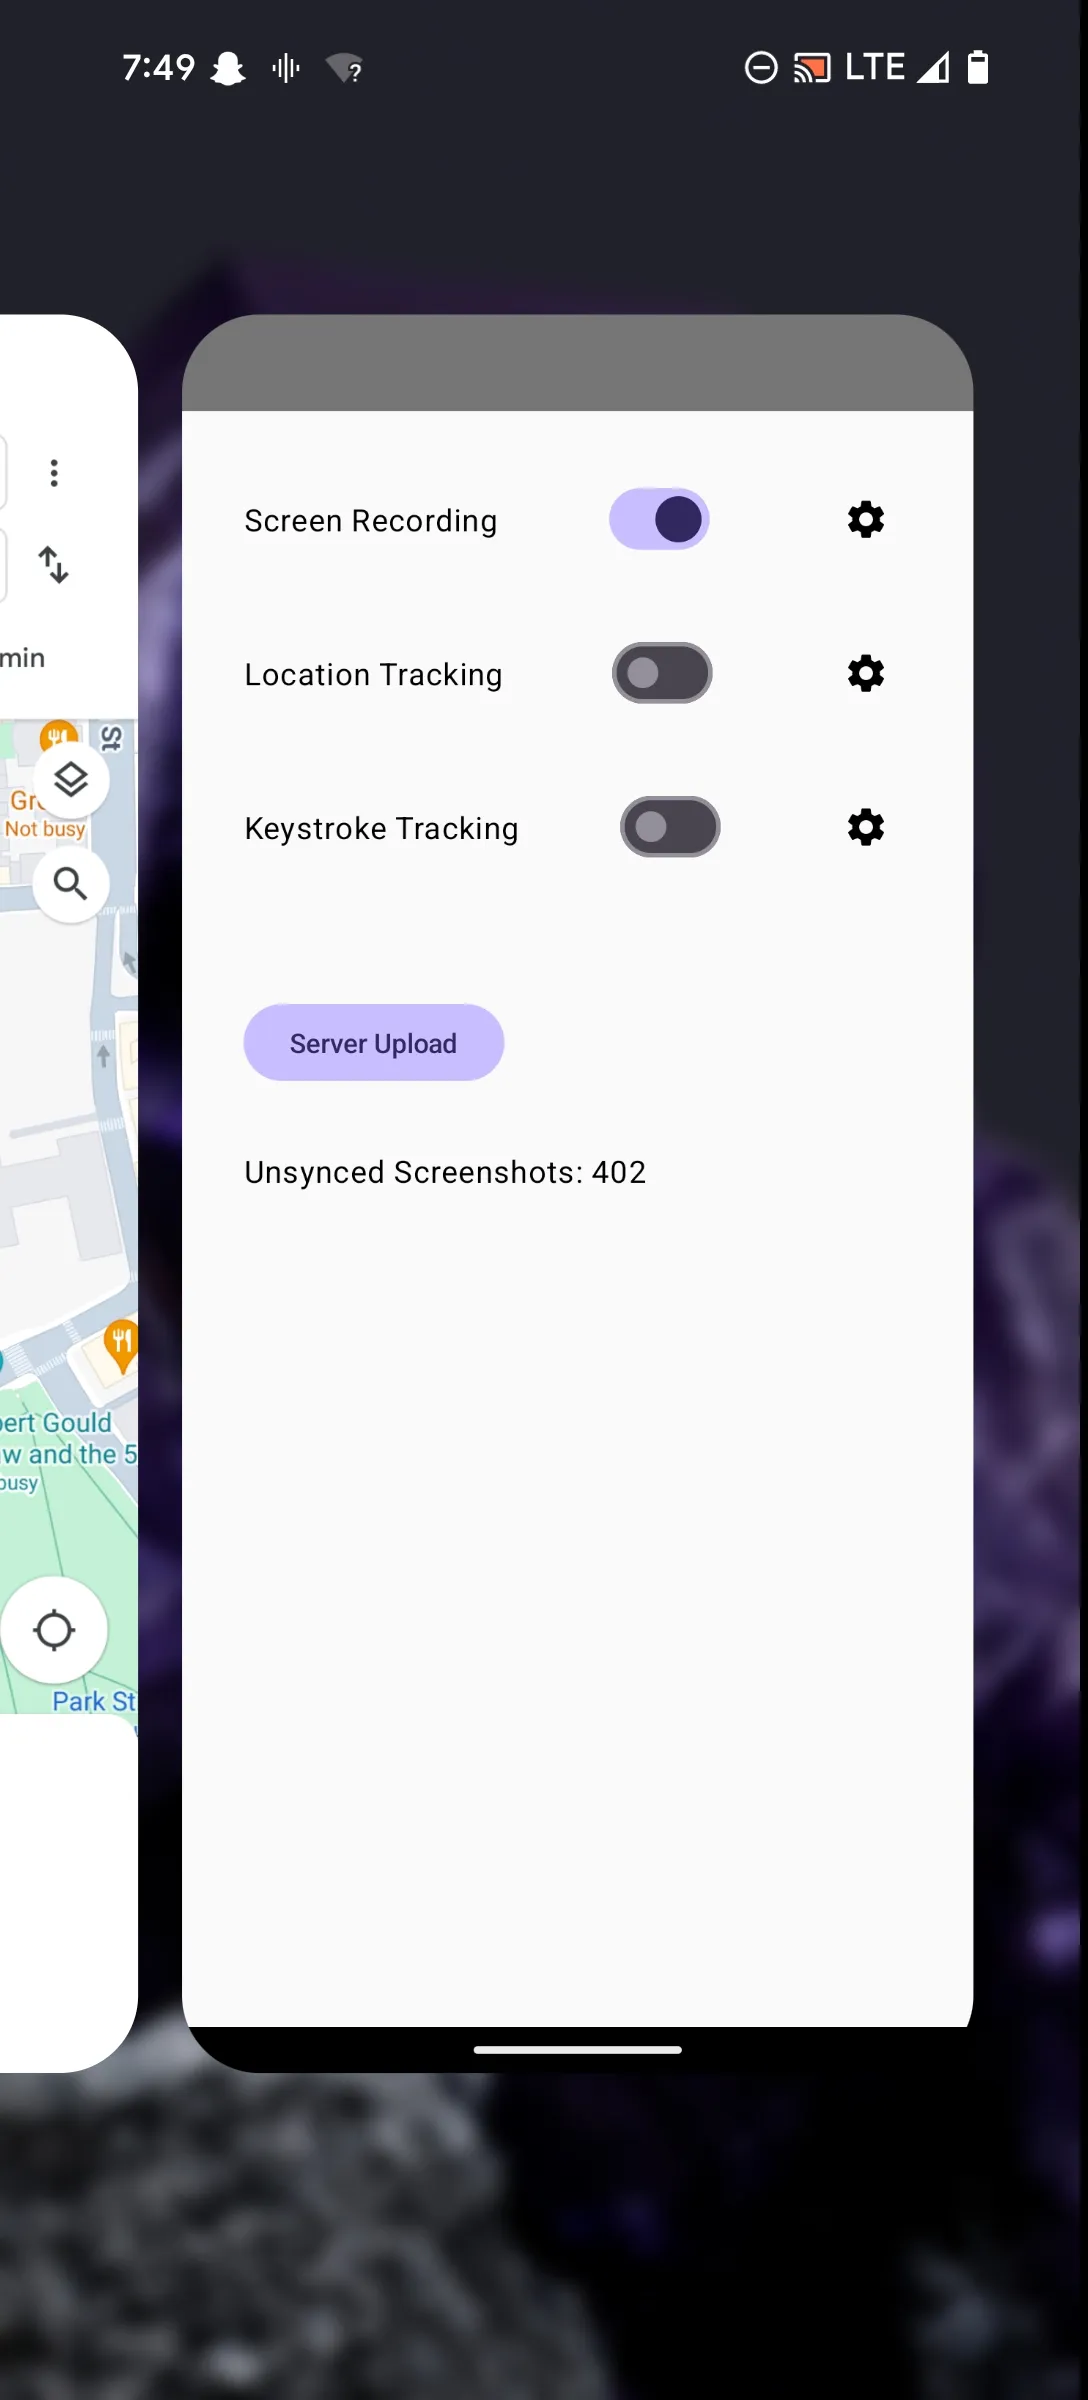 7:49
LTE
min
St
Gr
Not busy
pert Gould
w and the 5
busy
Park St
Screen Recording
Location Tracking
Keystroke Tracking
Server Upload
Unsynced Screenshots: 402